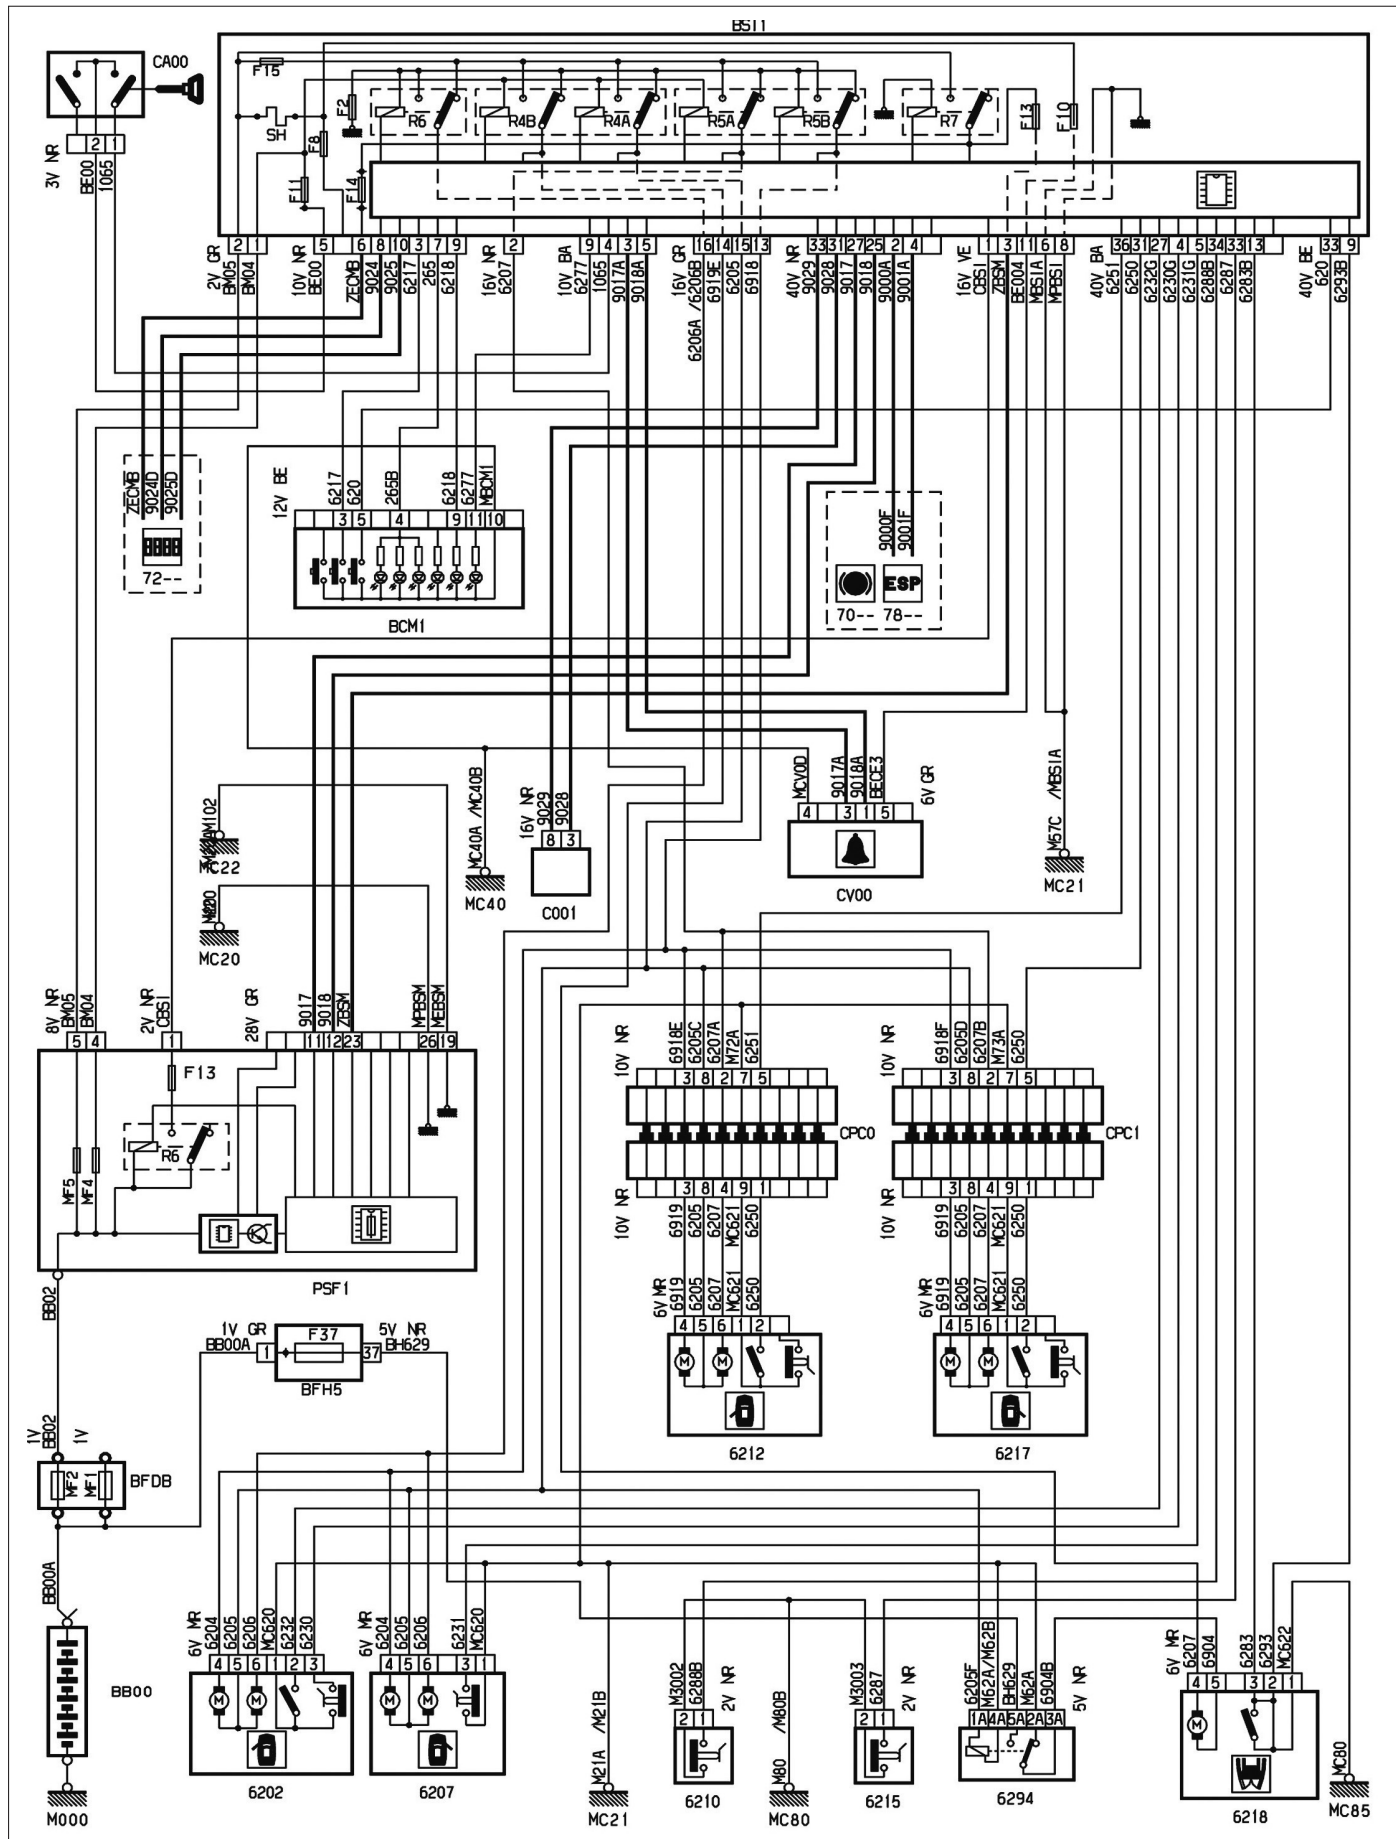 BSI1
CA00
F15
F2
SH
F8
R6
R4B
R4A
R5A
R5B
R7
F13
F10
F11
F14
3V NR
2 1
BE00
1065
2 1
5
6 8 10 3 7 9
2
9 4 3 5
16 14 15 13
33 31 27 25 2 4
1 3 11 6 8
36 31 27 4 5 34 33 13
33 9
2V GR
BM05
BM04
10V NR
BE00
ZECMB
9024
9025
6217
265
6218
16V NR
6207
10V BA
6277
1065
9017A
9018A
16V GR
6206A /6206B
6919E
6205
6918
40V NR
9029
9028
9017
9018
9000A
9001A
16V VE
CBSI
ZBSM
BE004
MBSIA
MPBSI
40V BA
6251
6250
6232G
6230G
6231G
6288B
6287
6283B
40V BE
620
6293B
ZECMB
9024D
9025D
72--
12V BE
6217
620
265B
6218
6277
MBCM1
3 5 4 9 11 10
BCM1
9000F
9001F
ESP
70-- 78--
MC22
MC20
MC40A /MC40B
MC40
16V NR
9029
9028
8 3
C001
MCV0D
9017A
9018A
BECE3
6V GR
4 3 1 5
CV00
M57C /MBSIA
MC21
8V NR
BM05
BM04
2V NR
CBSI
28V GR
9017
9018
ZBSM
MPBSM
MEBSM
5 4
1
11 12 23 26 19
F13
R6
MF5
MF4
PSF1
10V NR
6918E
6205C
6207A
M72A
6251
3 8 2 7 5
CPC0
3 8 4 9 1
10V NR
6919
6205
6207
MC621
6250
6V MR
6919
6205
6207
MC621
6250
4 5 6 1 2
M M
6212
10V NR
6918F
6205D
6207B
M73A
6250
3 8 2 7 5
CPC1
3 8 4 9 1
10V NR
6919
6205
6207
MC621
6250
6V MR
6919
6205
6207
MC621
6250
4 5 6 1 2
M M
6217
BB02
1V GR
BB00A
1
F37
5V NR
BH629
37
BFH5
1V
BB02
1V
MF2
MF1
BFDB
BB00A
BB00
M000
6V MR
6204
6205
6206
MC620
6232
6230
4 5 6 1 2 3
M M
6202
6V MR
6204
6205
6206
6231
MC620
4 5 6 3 1
M M
6207
M21A /M21B
MC21
M3002
6288B
2V NR
2 1
6210
M80 /M80B
MC80
M3003
6287
2V NR
2 1
6215
6205F
M62A/M62B
BH629
M62A
6904B
5V NR
1A 4A 5A 2A 3A
6294
6V MR
6207
6904
6283
6293
MC622
4 5 3 2 1
M
6218
MC80
MC85